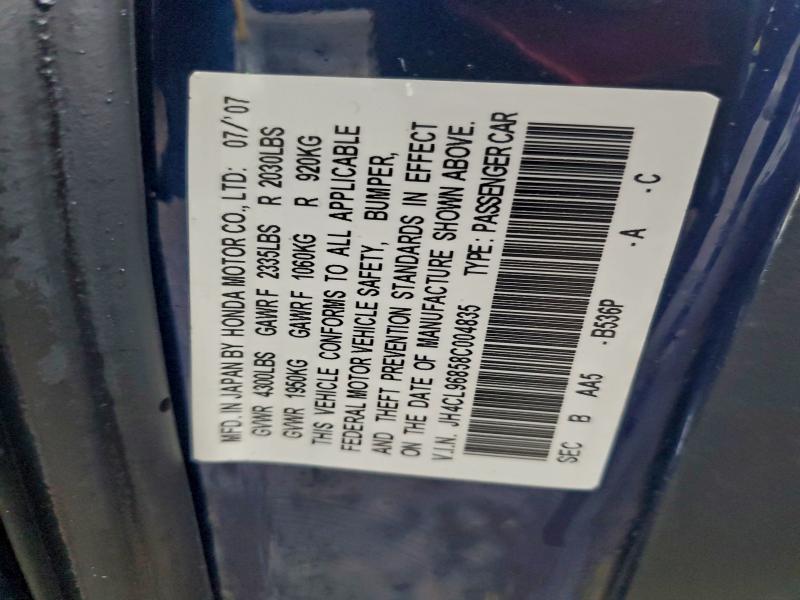 MFD. IN JAPAN BY HONDA MOTOR CO., LTD: 07/'07
GVWR 4300LBS GAWR F 2335LBS R 2030LBS
GVWR 1950KG GAWR F 1060KG R 920KG
THIS VEHICLE CONFORMS TO ALL APPLICABLE
FEDERAL MOTOR VEHICLE SAFETY, BUMPER,
AND THEFT PREVENTION STANDARDS IN EFFECT
ON THE DATE OF MANUFACTURE SHOWN ABOVE.
V.I.N. JH4CL96858C004835 TYPE: PASSENGER CAR
SEC B AA5 -B536P -A -C